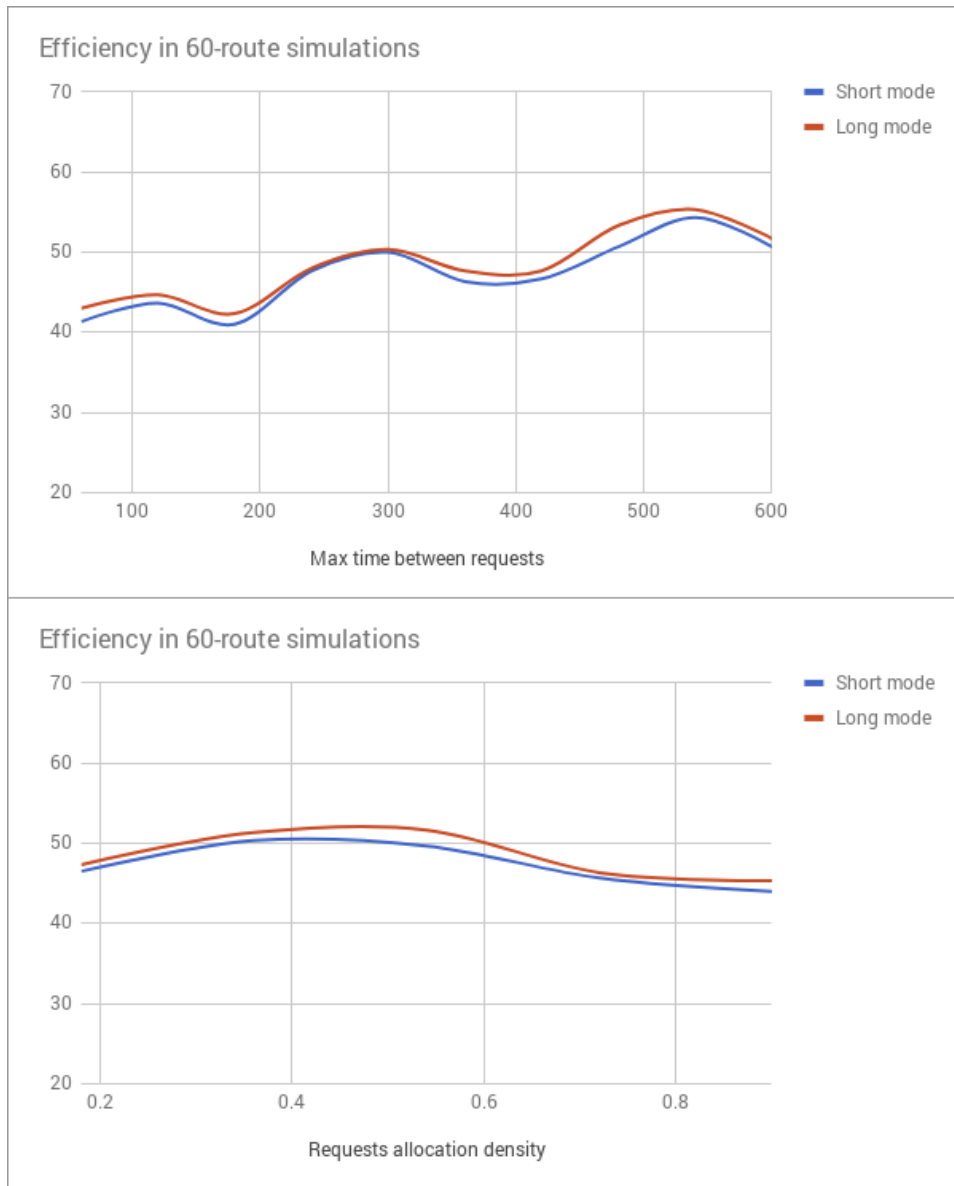 Efficiency in 60-route simulations
70
60
50
40
30
20
100 200 300 400 500 600
Max time between requests
Short mode
Long mode
Efficiency in 60-route simulations
70
60
50
40
30
20
0.2 0.4 0.6 0.8
Requests allocation density
Short mode
Long mode